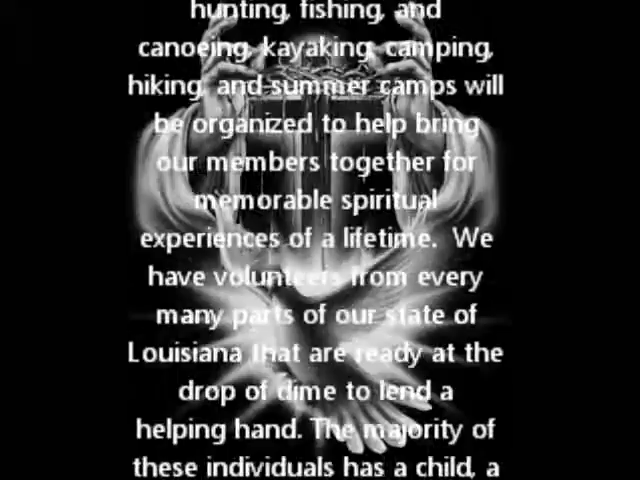 hunting, fishing, and
canoeing, kayaking, camping,
hiking, and summer camps will
be organized to help bring
our members together for
memorable spiritual
experiences of a lifetime. We
have volunteers from every
many parts of our state of
Louisiana that are ready at the
drop of dime to lend a
helping hand. The majority of
these individuals has a child, a